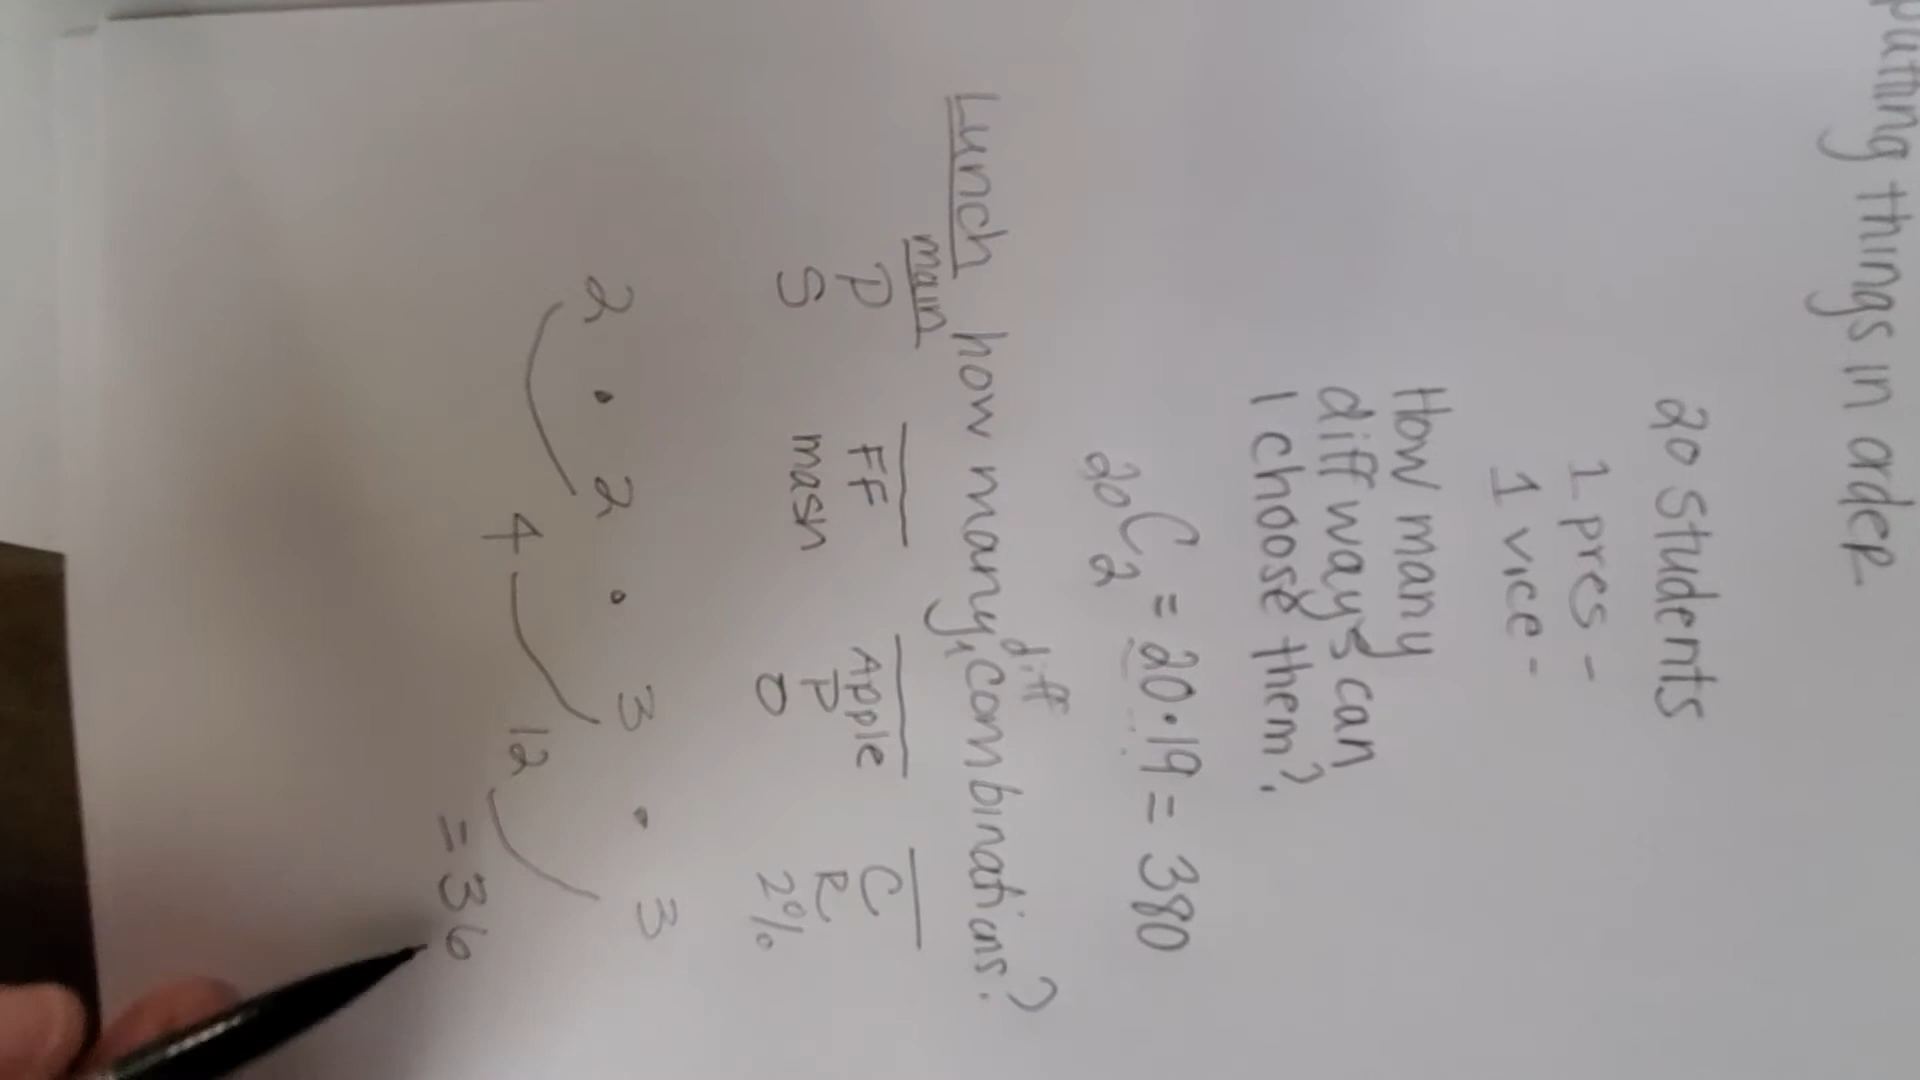 putting things in order
20 students
1 pres -
1 vice -
How many
diff ways can
I choose them?
20C2 = 20·19 = 380
Lunch how many diff combinations?
main
P FF Apple C
S mash P R
O 2%
2 · 2 · 3 · 3
4 12
= 36